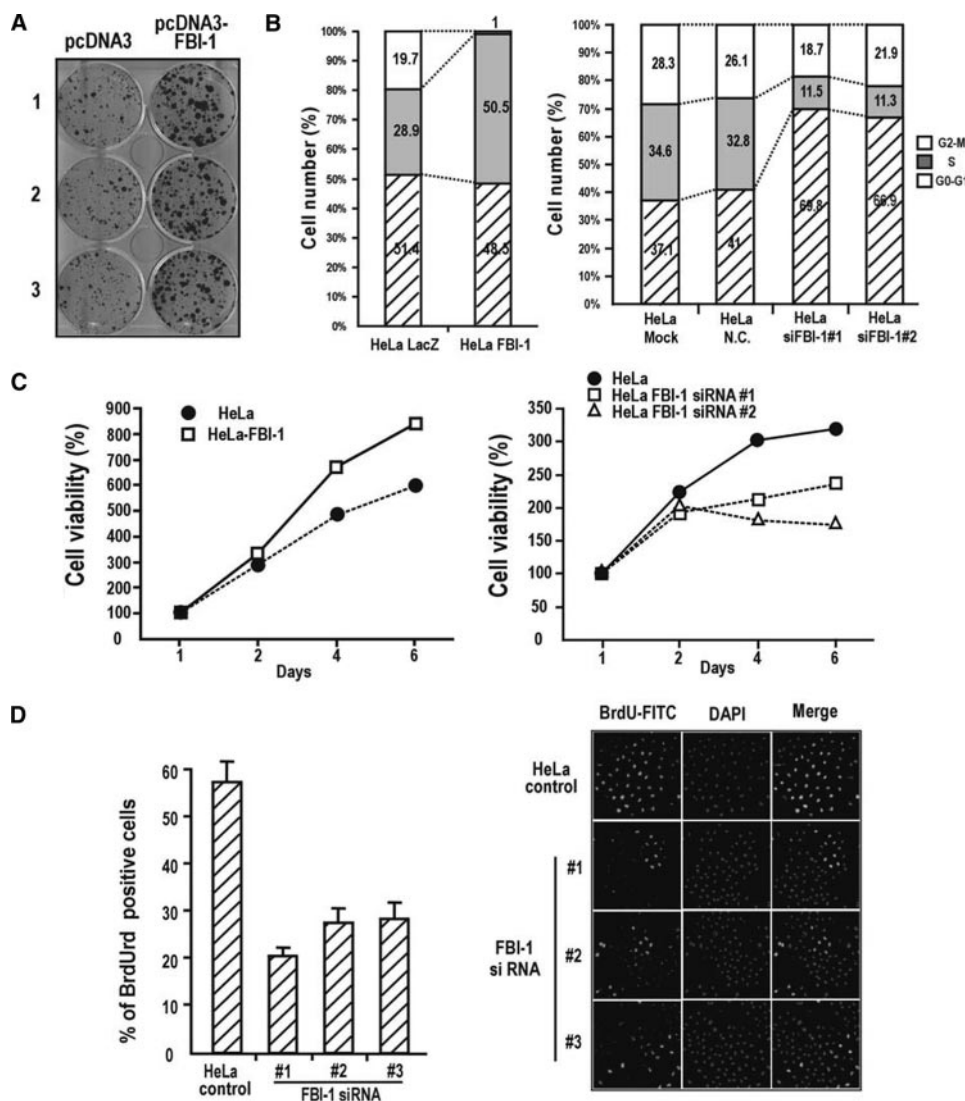 A
pcDNA3
pcDNA3-
FBI-1
1
2
3
B
Cell number (%)
100%
90%
80%
70%
60%
50%
40%
30%
20%
10%
0%
1
19.7
28.9
51.4
50.5
48.5
HeLa LacZ
HeLa FBI-1
Cell number (%)
100%
90%
80%
70%
60%
50%
40%
30%
20%
10%
0%
28.3
34.6
37.1
26.1
32.8
41
18.7
11.5
69.8
21.9
11.3
66.9
HeLa
Mock
HeLa
N.C.
HeLa
siFBI-1#1
HeLa
siFBI-1#2
G2-M
S
G0-G1
C
Cell viability (%)
900
800
700
600
500
400
300
200
100
0
HeLa
HeLa-FBI-1
1
2
4
6
Days
Cell viability (%)
350
300
250
200
150
100
50
0
HeLa
HeLa FBI-1 siRNA #1
HeLa FBI-1 siRNA #2
1
2
4
6
Days
D
% of BrdUrd positive cells
60
50
40
30
20
10
0
HeLa
control
#1
#2
#3
FBI-1 siRNA
BrdU-FITC
DAPI
Merge
HeLa
control
#1
FBI-1
si RNA
#2
#3